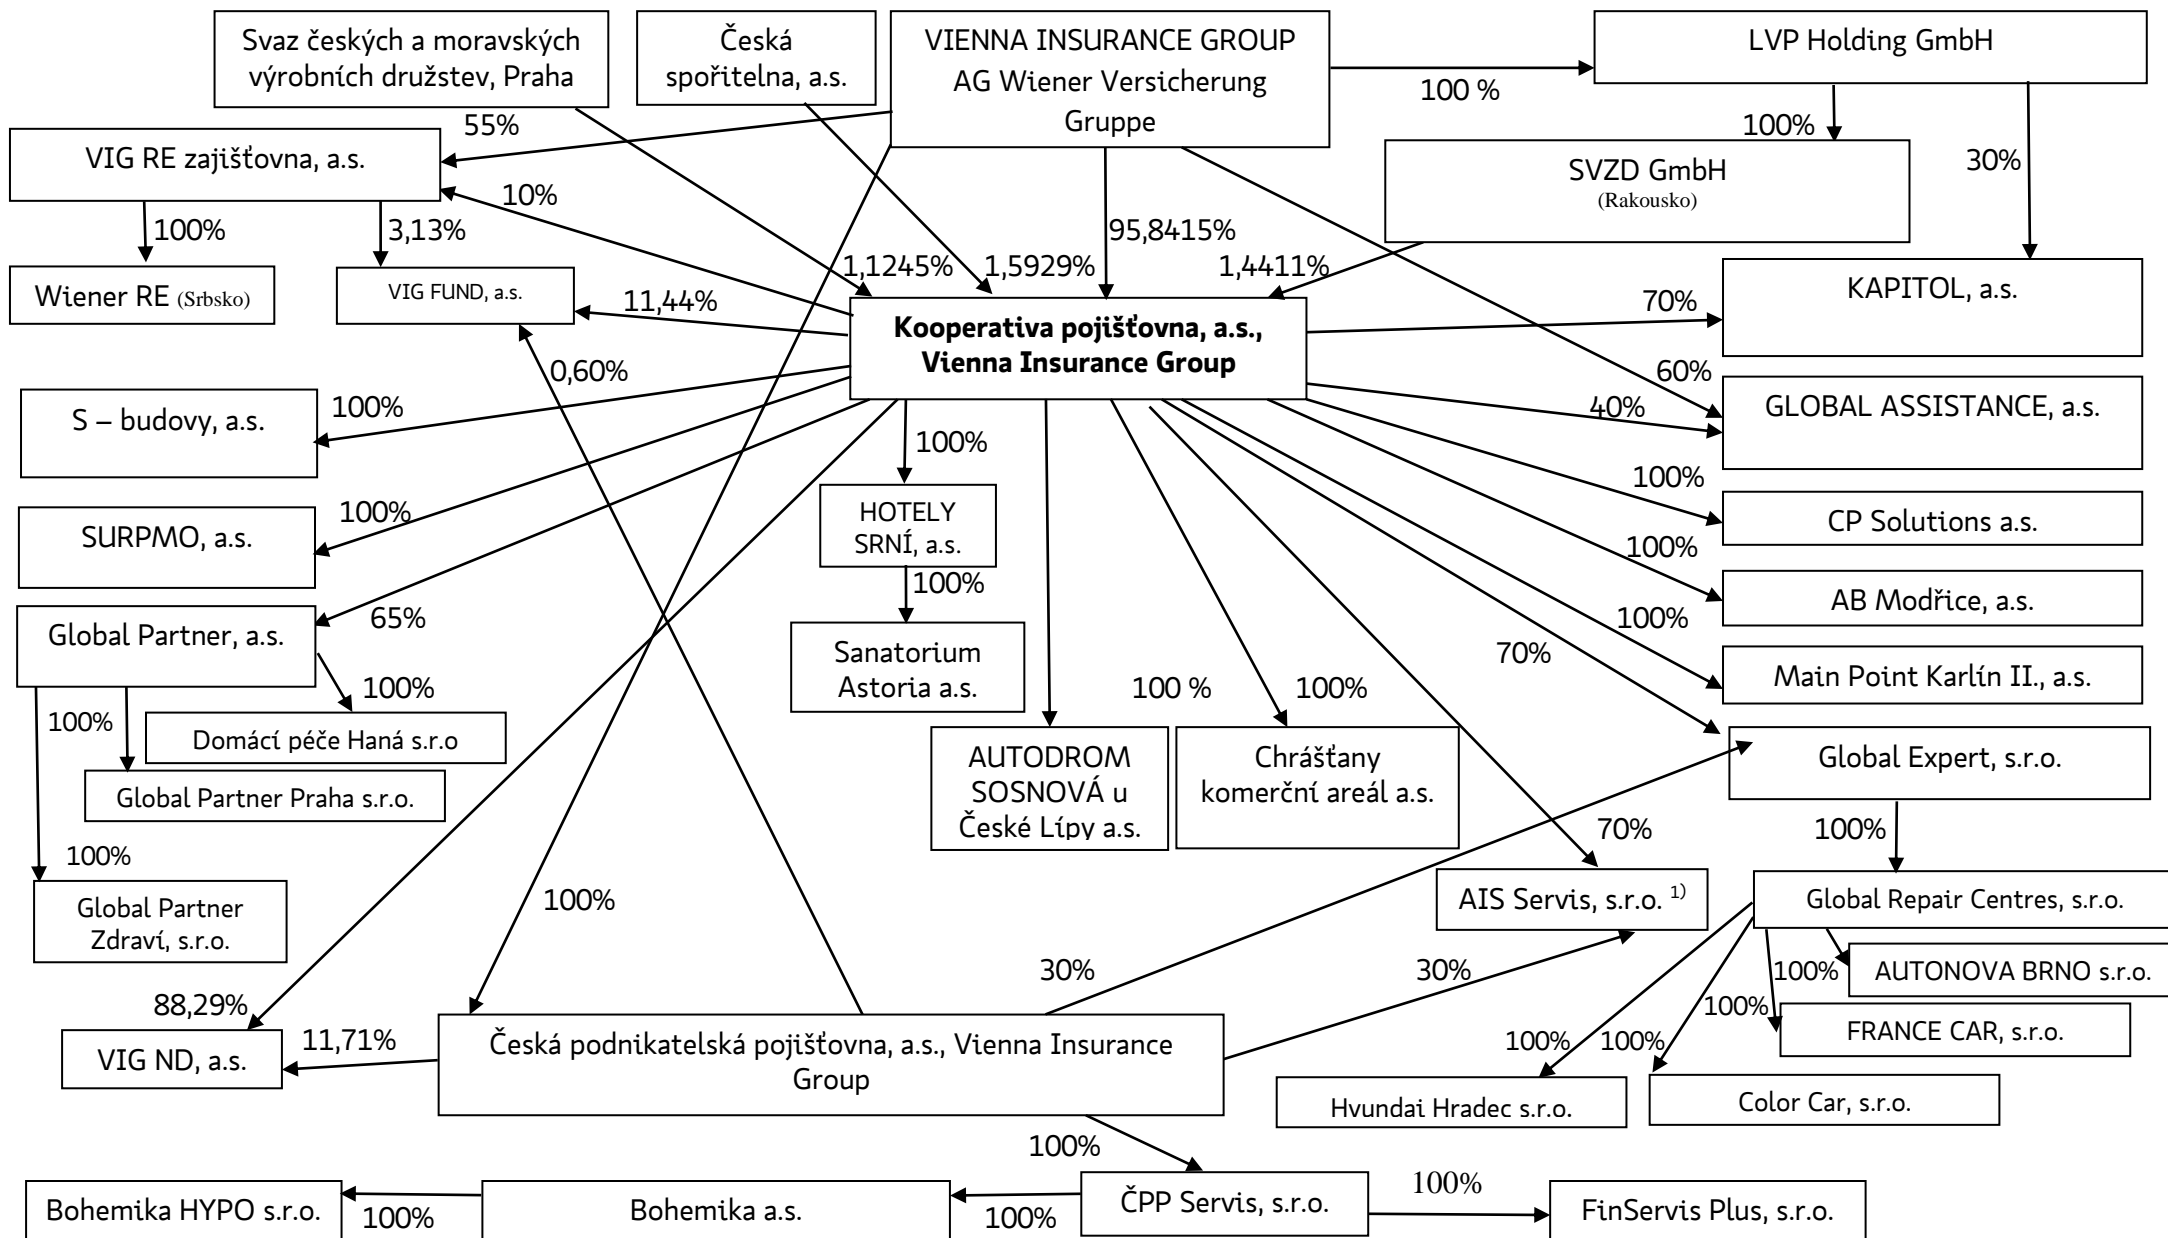 Svaz českých a moravských
výrobních družstev, Praha
Česká
spořitelna, a.s.
VIENNA INSURANCE GROUP
AG Wiener Versicherung
Gruppe
LVP Holding GmbH
100 %
55%
100%
VIG RE zajišťovna, a.s.
SVZD GmbH
(Rakousko)
30%
10%
100%
3,13%
95,8415%
1,1245%
1,5929%
1,4411%
Wiener RE (Srbsko)
VIG FUND, a.s.
KAPITOL, a.s.
11,44%
70%
Kooperativa pojišťovna, a.s.,
Vienna Insurance Group
0,60%
60%
S – budovy, a.s.
100%
40%
GLOBAL ASSISTANCE, a.s.
100%
100%
SURPMO, a.s.
100%
HOTELY
SRNÍ, a.s.
CP Solutions a.s.
100%
100%
AB Modřice, a.s.
Global Partner, a.s.
65%
100%
Sanatorium
Astoria a.s.
70%
Main Point Karlín II., a.s.
100%
100 %
100%
100%
Domácí péče Haná s.r.o
AUTODROM
SOSNOVÁ u
České Lípy a.s.
Chrášťany
komerční areál a.s.
Global Expert, s.r.o.
Global Partner Praha s.r.o.
70%
100%
100%
Global Partner
Zdraví, s.r.o.
100%
AIS Servis, s.r.o. 1)
Global Repair Centres, s.r.o.
30%
30%
100%
AUTONOVA BRNO s.r.o.
88,29%
100%
FRANCE CAR, s.r.o.
VIG ND, a.s.
11,71%
Česká podnikatelská pojišťovna, a.s., Vienna Insurance
Group
100%
100%
Hvundai Hradec s.r.o.
Color Car, s.r.o.
100%
Bohemika HYPO s.r.o.
100%
Bohemika a.s.
100%
ČPP Servis, s.r.o.
100%
FinServis Plus, s.r.o.